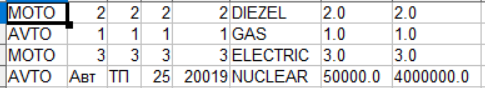 МОТО 2 2 2 2 DIEZEL 2.0 2.0
AVTO 1 1 1 1 GAS 1.0 1.0
МОТО 3 3 3 3 ELECTRIC 3.0 3.0
AVTO Авт ТП 25 20019 NUCLEAR 50000.0 4000000.0